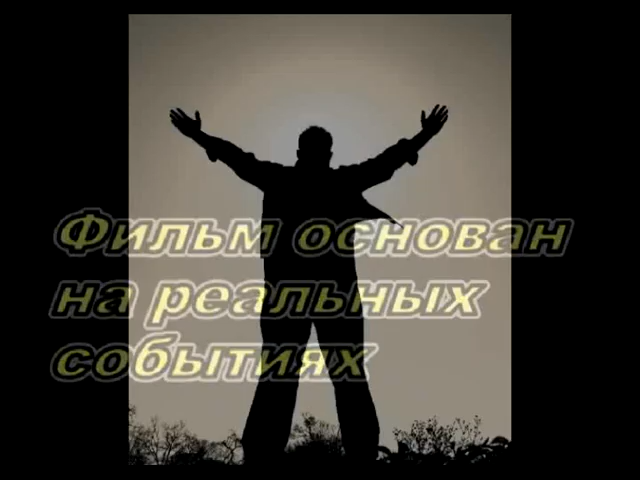 Фильм основан
на реальных
событиях